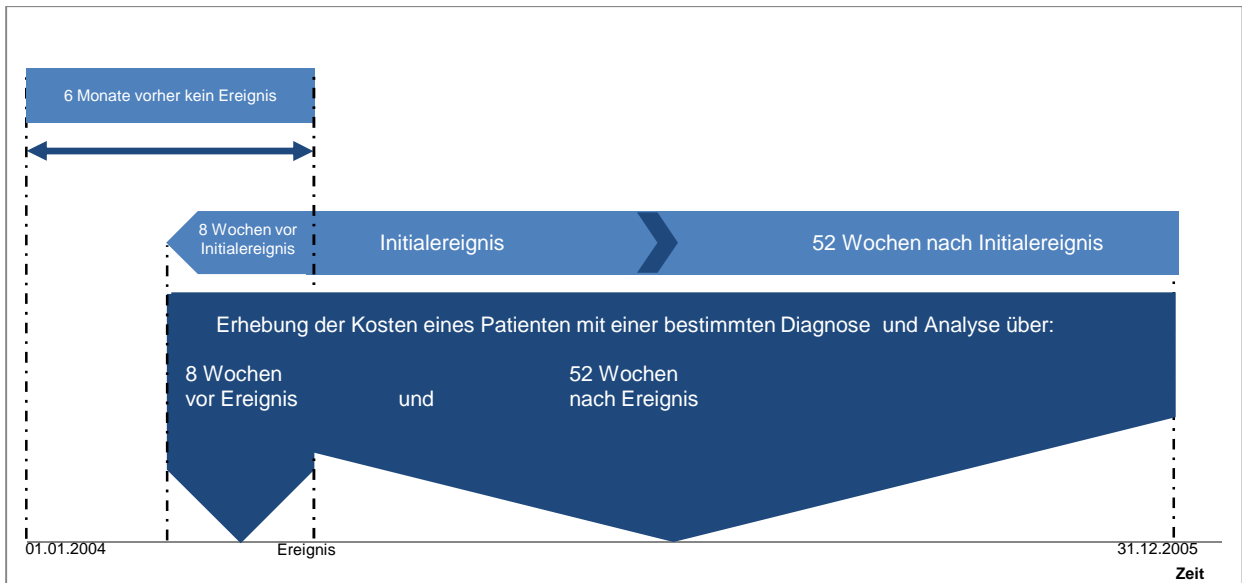 6 Monate vorher kein Ereignis
8 Wochen vor
Initialereignis
Initialereignis
52 Wochen nach Initialereignis
Erhebung der Kosten eines Patienten mit einer bestimmten Diagnose und Analyse über:
8 Wochen
vor Ereignis
und
52 Wochen
nach Ereignis
01.01.2004
Ereignis
31.12.2005
Zeit